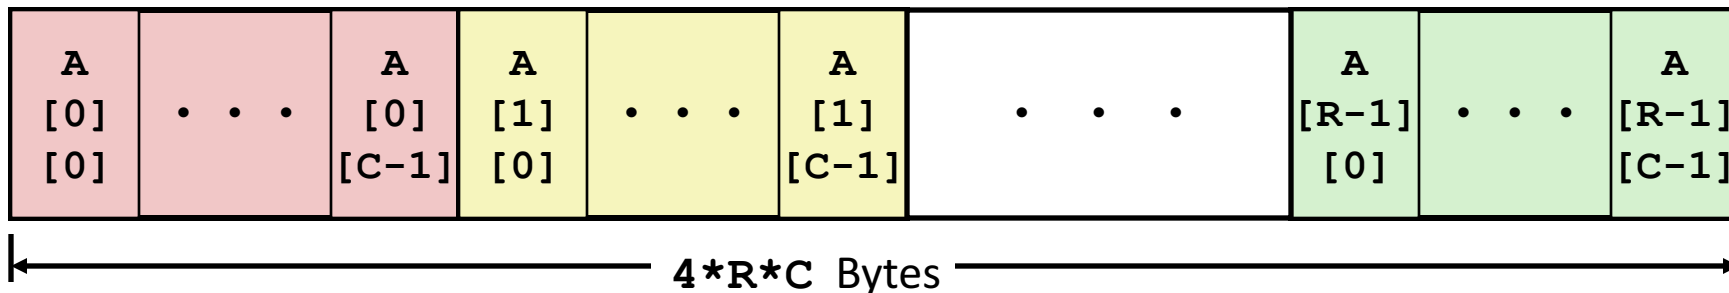 A A A A A A
[0] • • • [0] [1] • • • [1] • • • [R-1] • • • [R-1]
[0] [C-1] [0] [C-1] [0] [C-1]
4*R*C Bytes